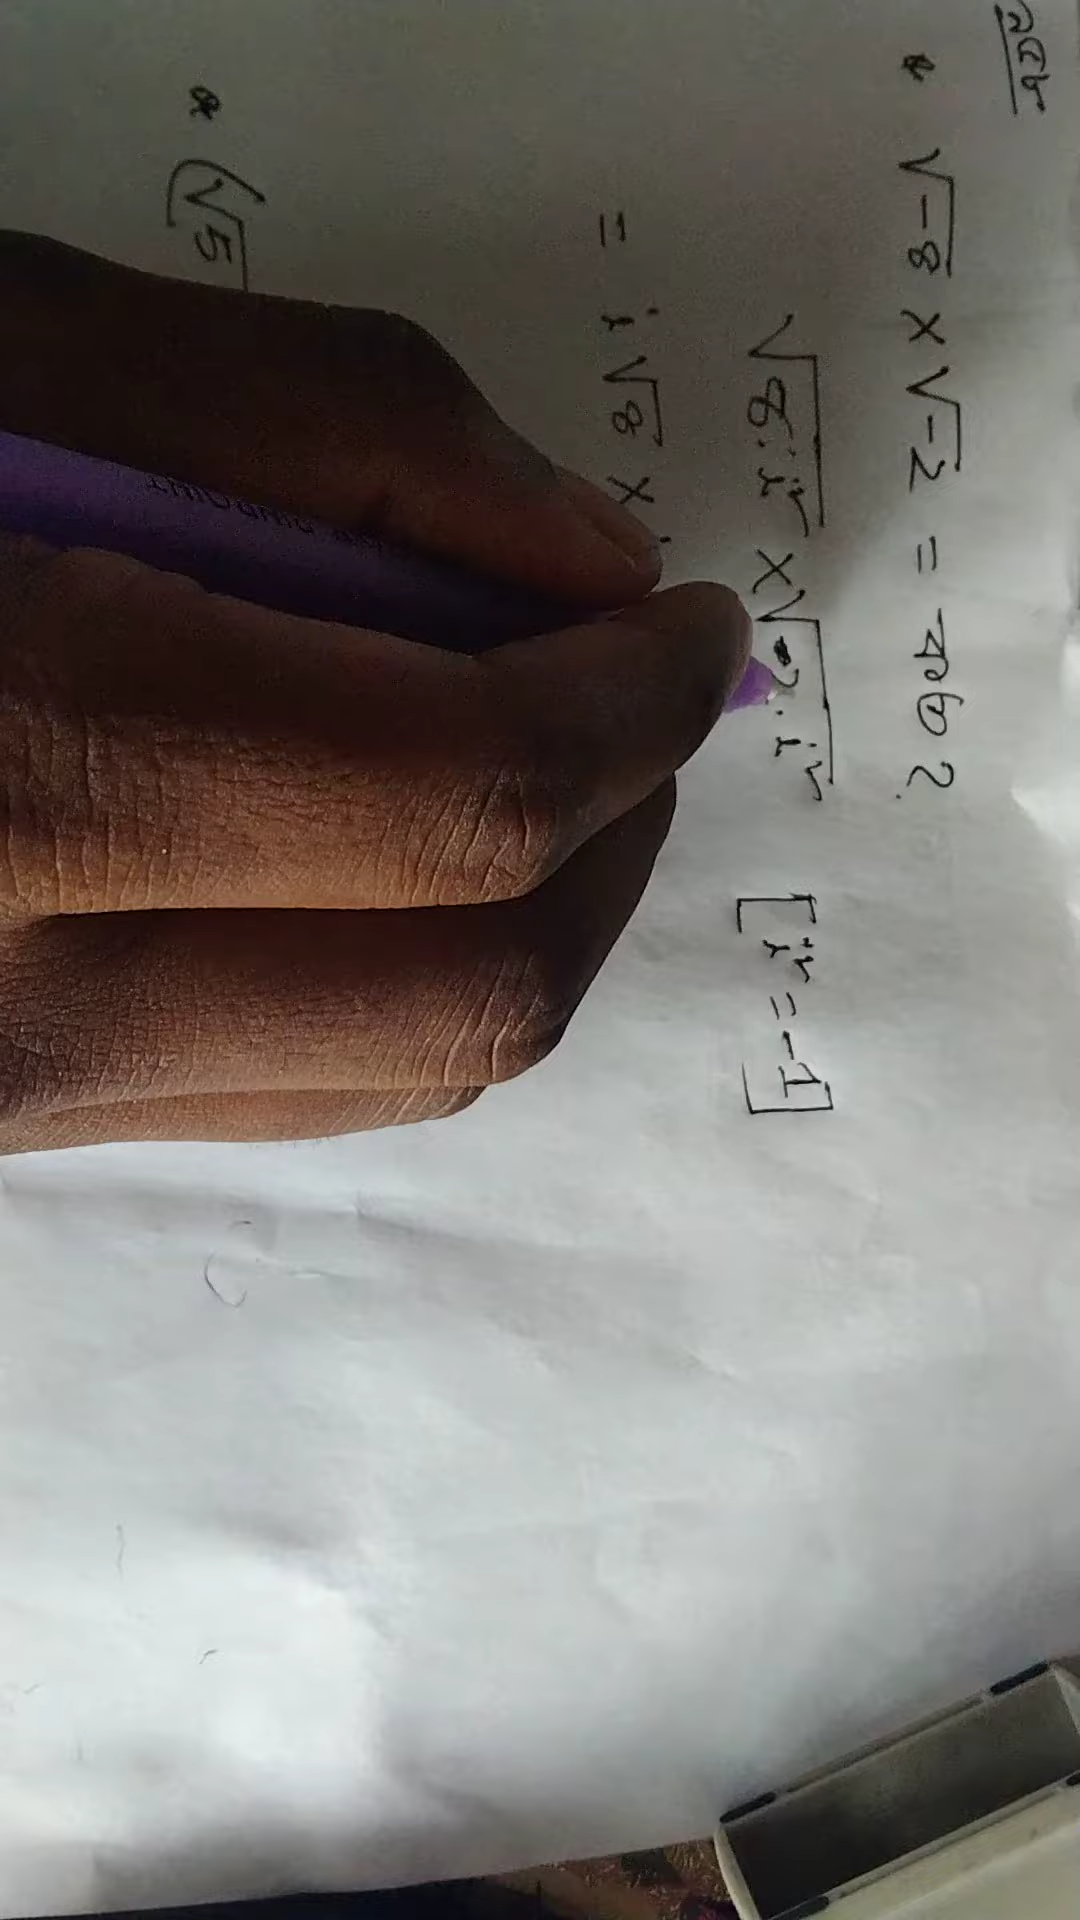 * √-8 × √-2 = কত ?
√8.i² × √2.i² [i² = -1]
= i√8 ×
* (√5